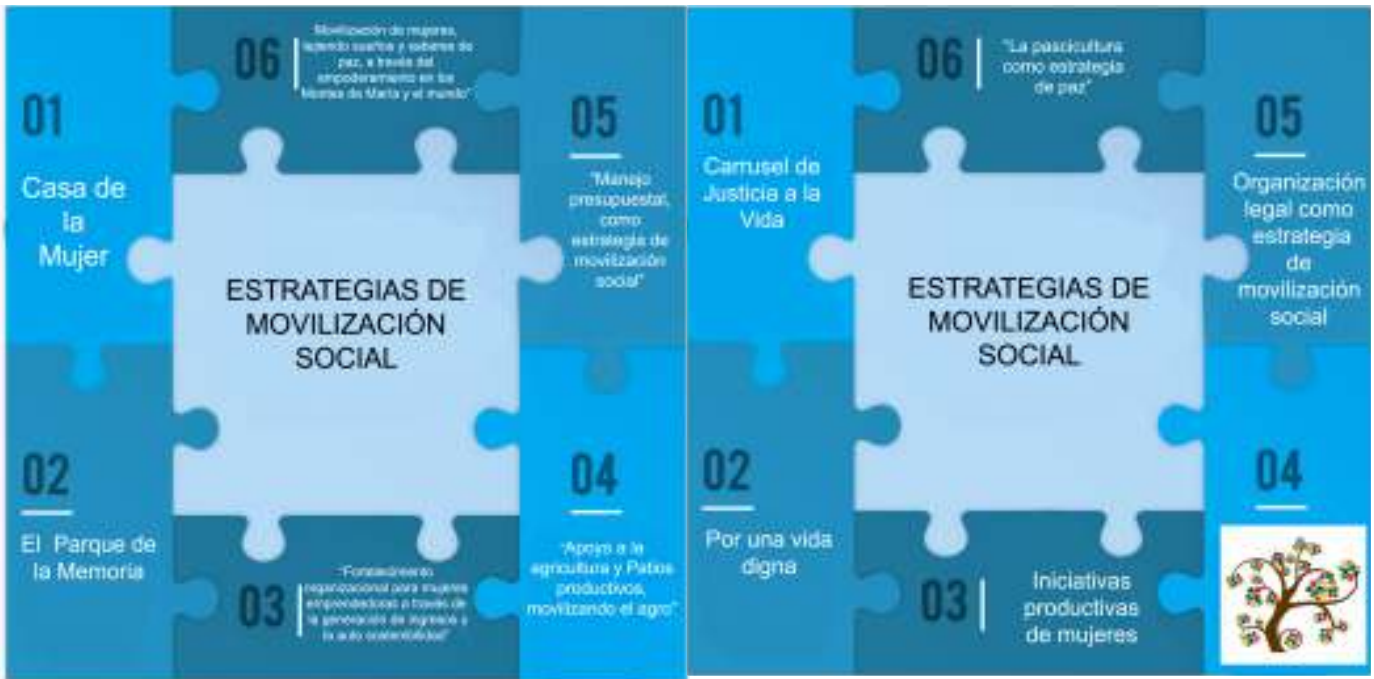 06
Movilización de mujeres,
tejiendo sueños y saberes de
paz, a través del
empoderamiento en los
Montes de María y el mundo"
01
Casa de
la
Mujer
05
"Manejo
presupuestal,
como
estrategia de
movilización
social"
ESTRATEGIAS DE
MOVILIZACIÓN
SOCIAL
02
El Parque de
la Memoria
04
"Apoyo a la
agricultura y Patios
productivos,
movilizando el agro"
03
"Fortalecimiento
organizacional para mujeres
emprendedoras a través de
la generación de ingresos y
la auto sostenibilidad"
06
"La pascicultura
como estrategia
de paz"
01
Carrusel de
Justicia a la
Vida
05
Organización
legal como
estrategia
de
movilización
social
ESTRATEGIAS DE
MOVILIZACIÓN
SOCIAL
02
Por una vida
digna
04
03
Iniciativas
productivas
de mujeres